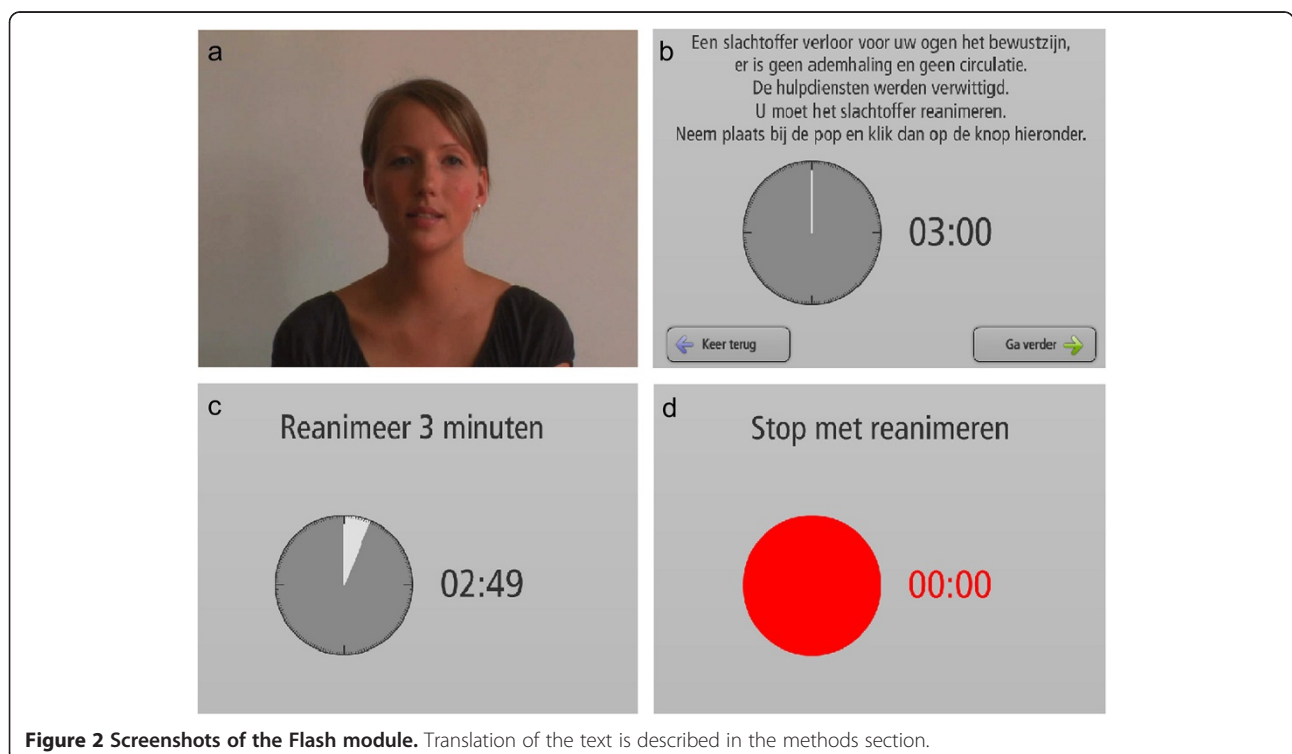 a
b
Een slachtoffer verloor voor uw ogen het bewustzijn,
er is geen ademhaling en geen circulatie.
De hulpdiensten werden verwittigd.
U moet het slachtoffer reanimeren.
Neem plaats bij de pop en klik dan op de knop hieronder.
03:00
Keer terug
Ga verder
c
Reanimeer 3 minuten
02:49
d
Stop met reanimeren
00:00
Figure 2 Screenshots of the Flash module. Translation of the text is described in the methods section.